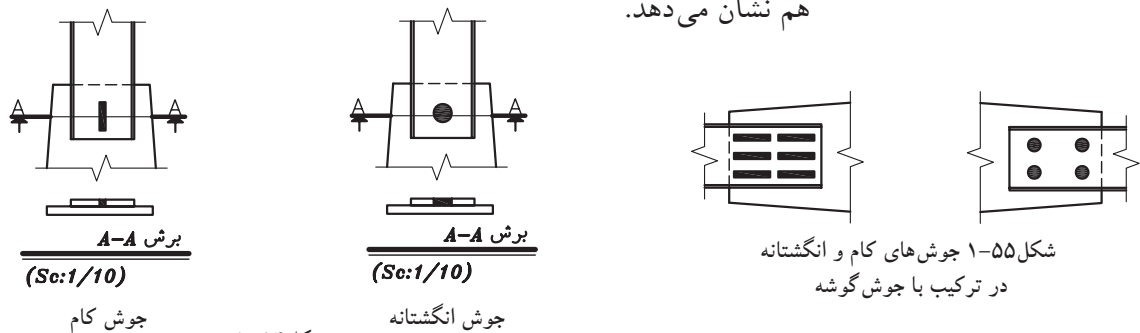 هم نشان می‌دهد.
A A
A A
برش A-A
(Sc:1/10)
جوش کام
برش A-A
(Sc:1/10)
جوش انگشتانه
شکل۵۵-۱ جوش‌های کام و انگشتانه
در ترکیب با جوش گوشه